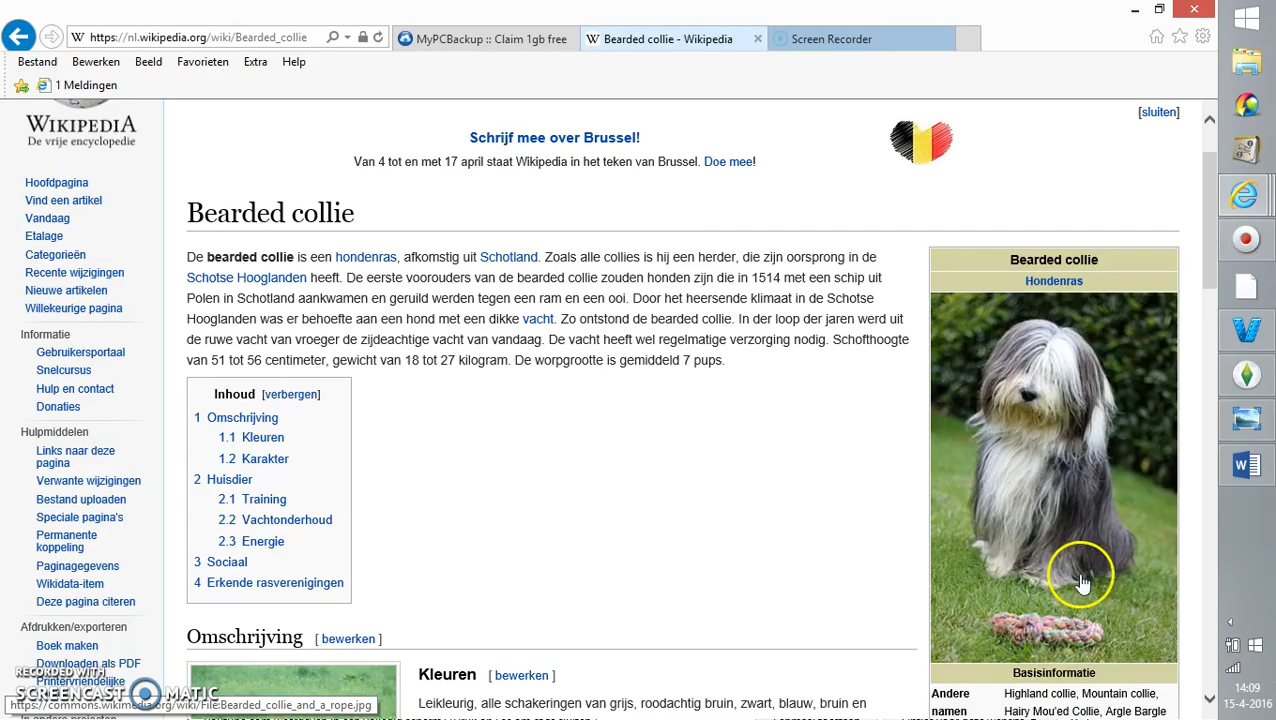 https://nl.wikipedia.org/wiki/Bearded_collie
MyPCBackup :: Claim 1gb free
Bearded collie - Wikipedia
Screen Recorder
Bestand Bewerken Beeld Favorieten Extra Help
1 Meldingen
WIKIPEDIA
De vrije encyclopedie
Hoofdpagina
Vind een artikel
Vandaag
Etalage
Categorieën
Recente wijzigingen
Nieuwe artikelen
Willekeurige pagina
Informatie
Gebruikersportaal
Snelcursus
Hulp en contact
Donaties
Hulpmiddelen
Links naar deze
pagina
Verwante wijzigingen
Bestand uploaden
Speciale pagina's
Permanente
koppeling
Paginagegevens
Wikidata-item
Deze pagina citeren
Afdrukken/exporteren
Boek maken
Downloaden als PDF
Printervriendelijke
RECORDED WITH
SCREENCAST MATIC
https://commons.wikimedia.org/wiki/File:Bearded_collie_and_a_rope.jpg
[sluiten]
Schrijf mee over Brussel!
Van 4 tot en met 17 april staat Wikipedia in het teken van Brussel. Doe mee!
Bearded collie
De bearded collie is een hondenras, afkomstig uit Schotland. Zoals alle collies is hij een herder, die zijn oorsprong in de
Schotse Hooglanden heeft. De eerste voorouders van de bearded collie zouden honden zijn die in 1514 met een schip uit
Polen in Schotland aankwamen en geruild werden tegen een ram en een ooi. Door het heersende klimaat in de Schotse
Hooglanden was er behoefte aan een hond met een dikke vacht. Zo ontstond de bearded collie. In der loop der jaren werd uit
de ruwe vacht van vroeger de zijdeachtige vacht van vandaag. De vacht heeft wel regelmatige verzorging nodig. Schofthoogte
van 51 tot 56 centimeter, gewicht van 18 tot 27 kilogram. De worpgrootte is gemiddeld 7 pups.
Inhoud [verbergen]
1 Omschrijving
1.1 Kleuren
1.2 Karakter
2 Huisdier
2.1 Training
2.2 Vachtonderhoud
2.3 Energie
3 Sociaal
4 Erkende rasverenigingen
Omschrijving [ bewerken ]
Kleuren [ bewerken ]
Leikleurig, alle schakeringen van grijs, roodachtig bruin, zwart, blauw, bruin en
Bearded collie
Hondenras
Basisinformatie
Andere Highland collie, Mountain collie,
namen Hairy Mou'ed Collie, Argle Bargle
14:09
15-4-2016